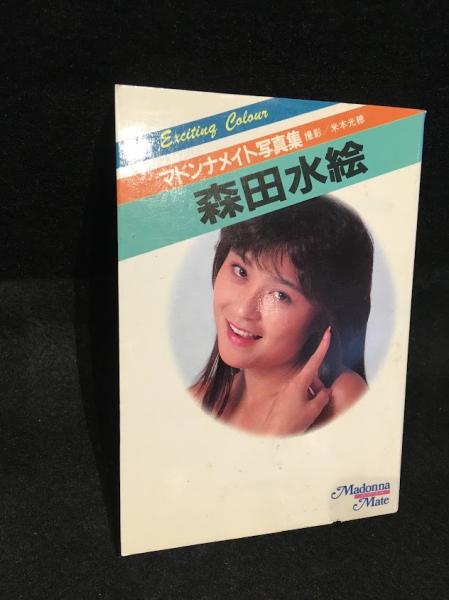 Exciting Colour
マドンナメイト写真集 撮影／米本光穂
森田水絵
Madonna
Mate